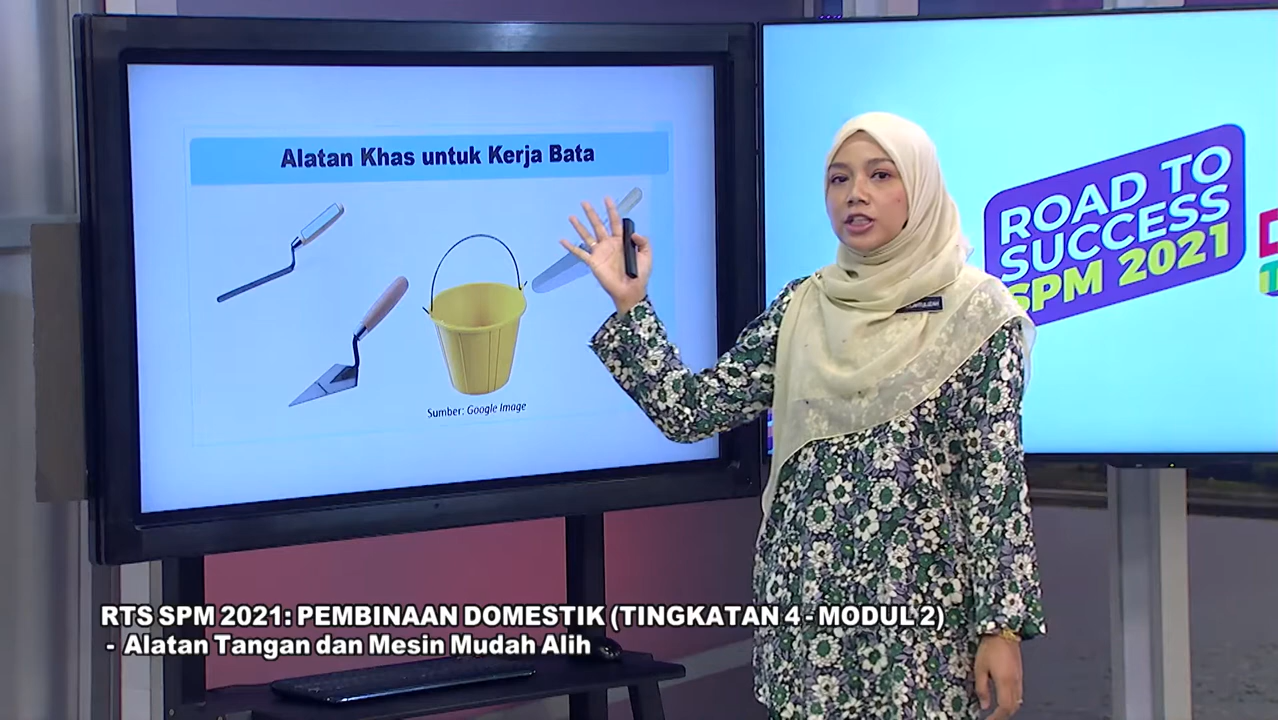 Alatan Khas untuk Kerja Bata
Sumber: Google Image
ROAD TO
SUCCESS
SPM 2021
RTS SPM 2021: PEMBINAAN DOMESTIK (TINGKATAN 4 - MODUL 2)
- Alatan Tangan dan Mesin Mudah Alih